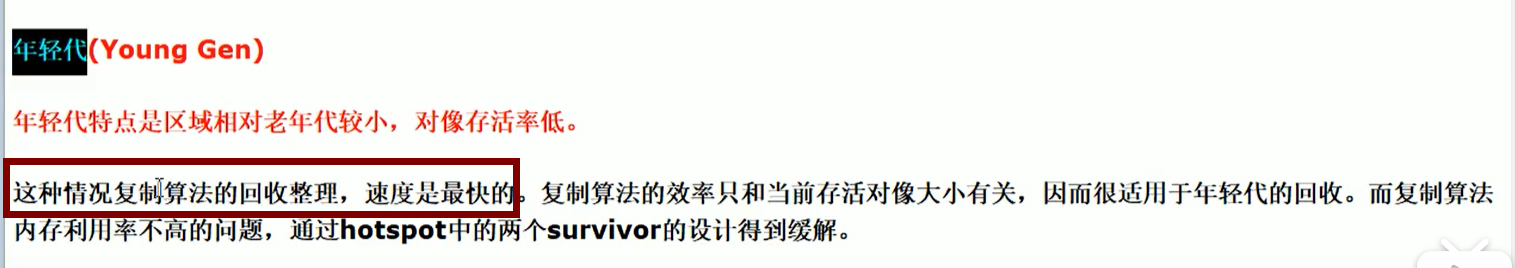 年轻代(Young Gen)
年轻代特点是区域相对老年代较小，对像存活率低。
这种情况复制算法的回收整理，速度是最快的。复制算法的效率只和当前存活对像大小有关，因而很适用于年轻代的回收。而复制算法
内存利用率不高的问题，通过hotspot中的两个survivor的设计得到缓解。